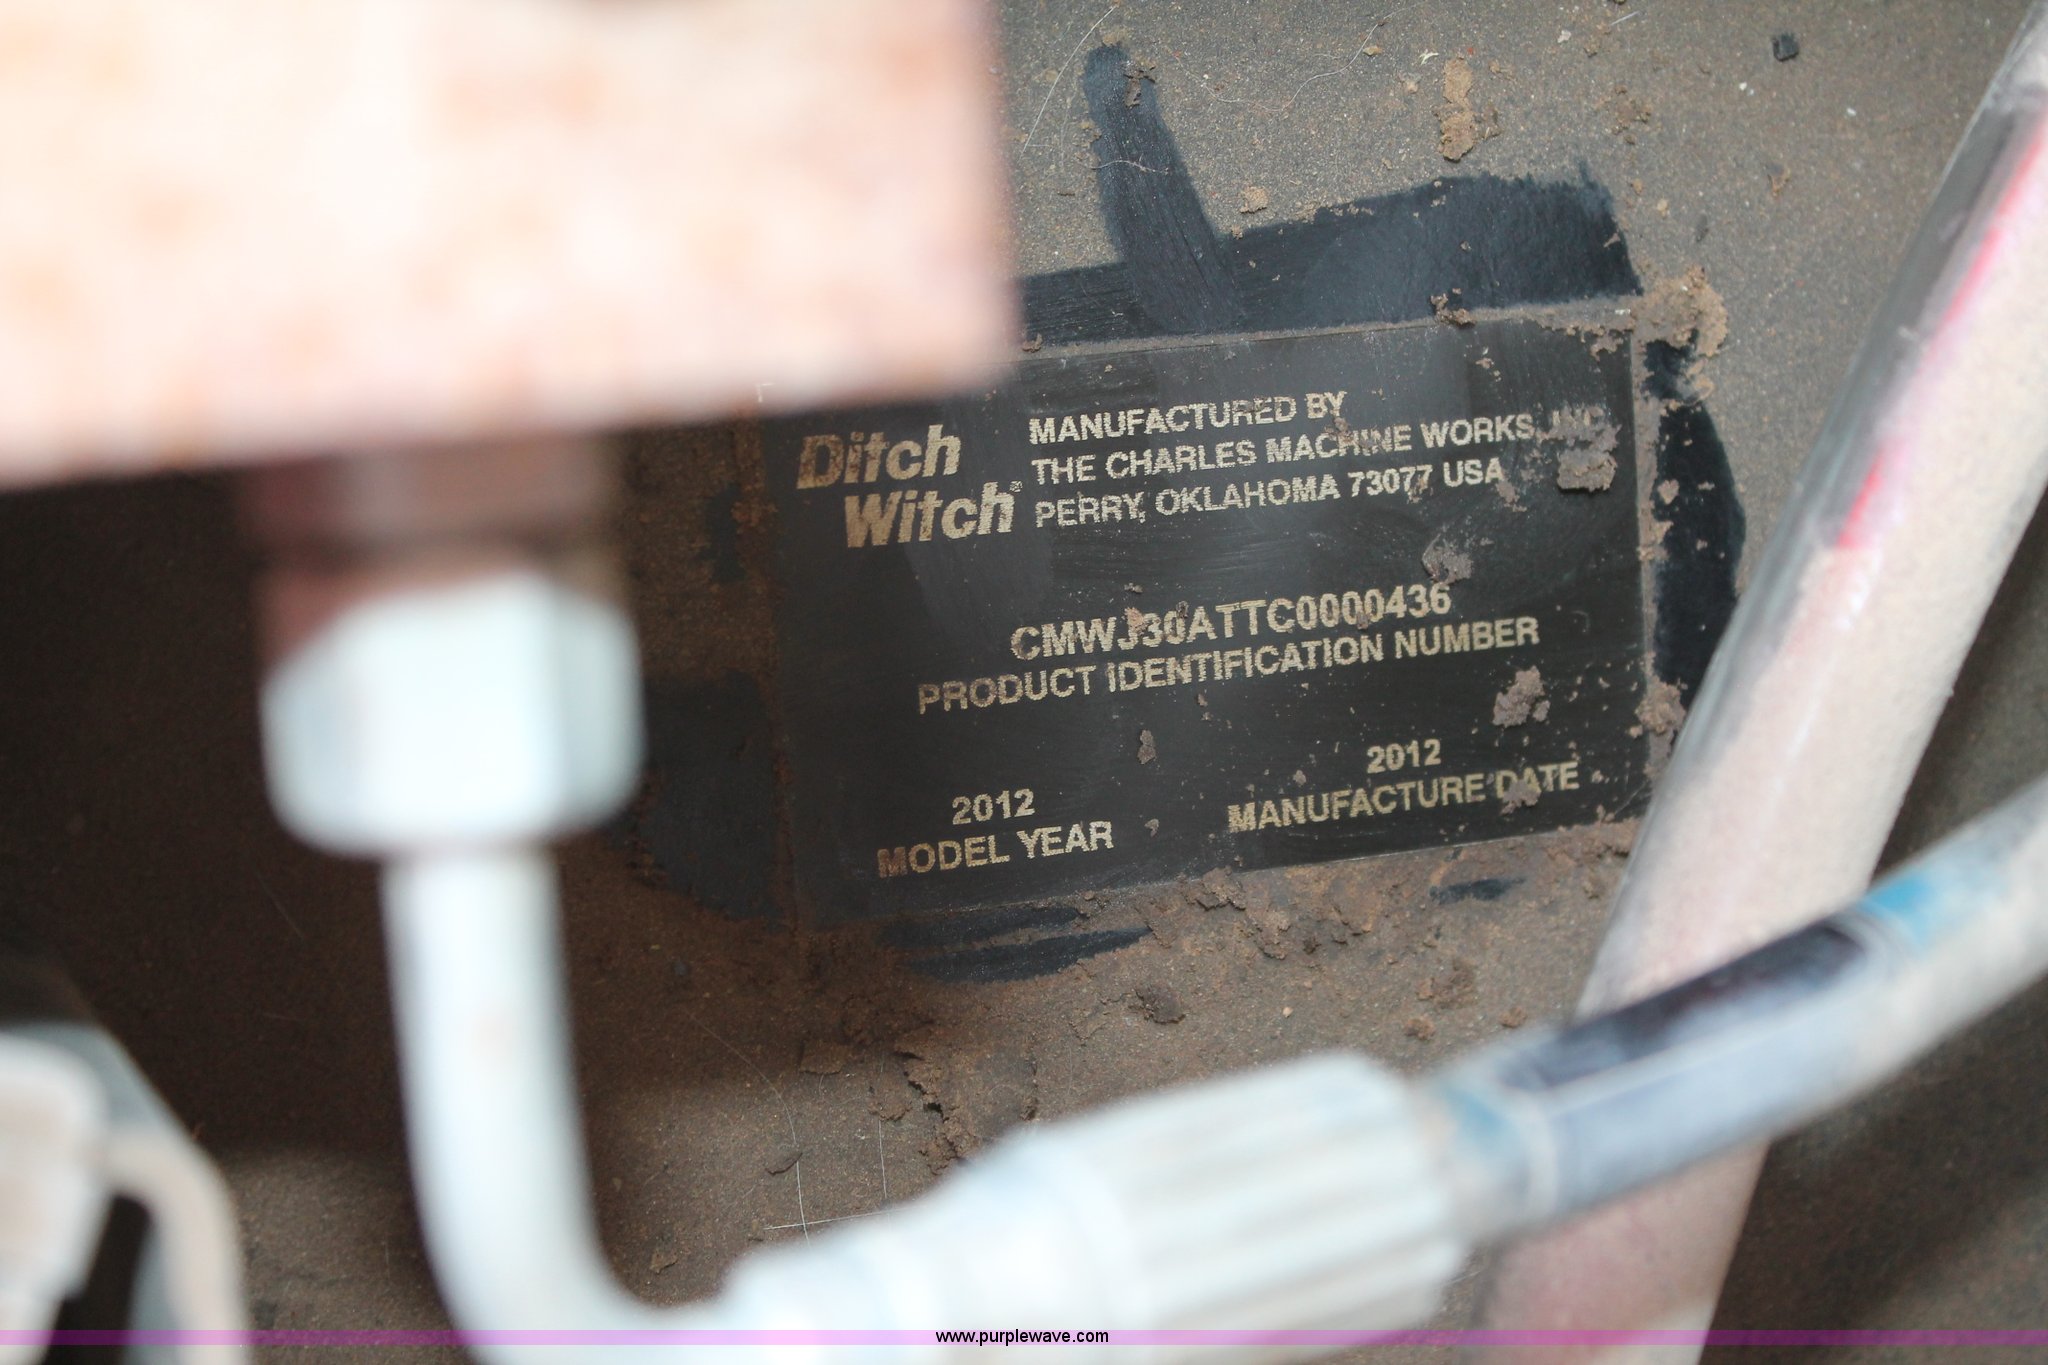 Ditch Witch®
MANUFACTURED BY
THE CHARLES MACHINE WORKS, INC.
PERRY, OKLAHOMA 73077 USA
CMWJ30ATTC0000436
PRODUCT IDENTIFICATION NUMBER
2012
MODEL YEAR
2012
MANUFACTURE DATE
www.purplewave.com